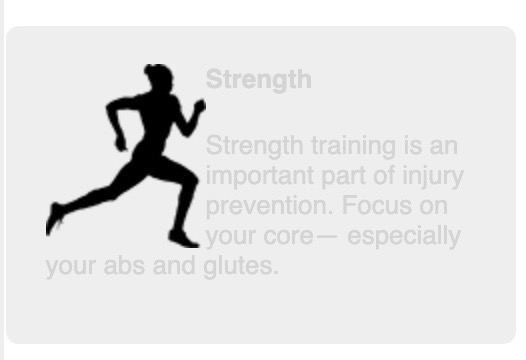 Strength
Strength training is an
important part of injury
prevention. Focus on
your core— especially
your abs and glutes.